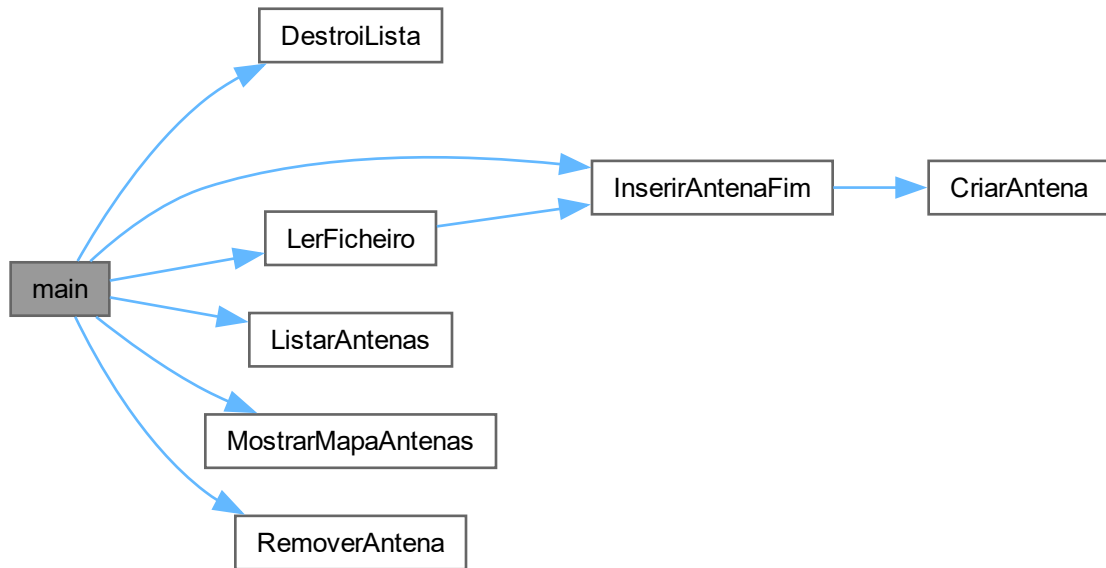 DestroiLista
InserirAntenaFim
CriarAntena
LerFicheiro
main
ListarAntenas
MostrarMapaAntenas
RemoverAntena